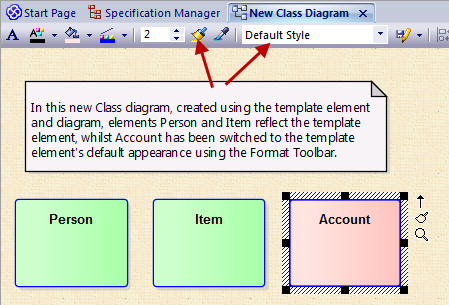 Start Page Specification Manager New Class Diagram
A 2 Default Style
In this new Class diagram, created using the template element
and diagram, elements Person and Item reflect the template
element, whilst Account has been switched to the template
element's default appearance using the Format Toolbar.
Person Item Account